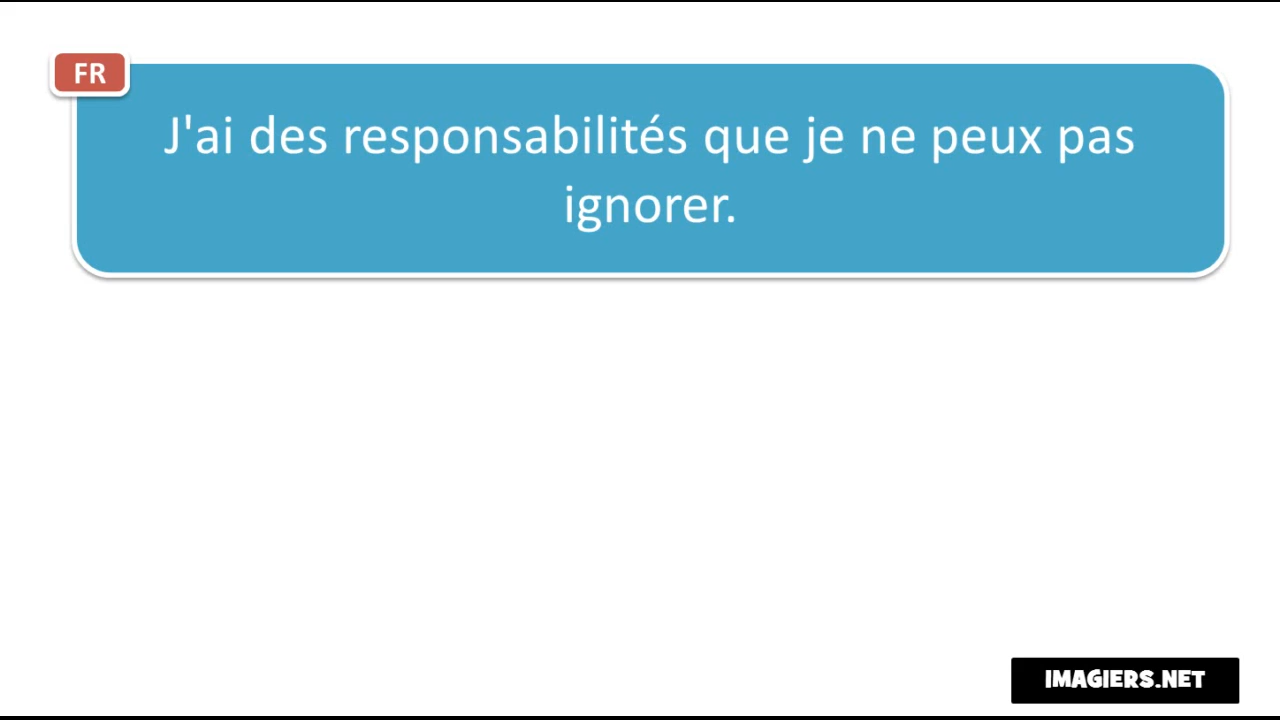 FR
J'ai des responsabilités que je ne peux pas
ignorer.
IMAGIERS.NET